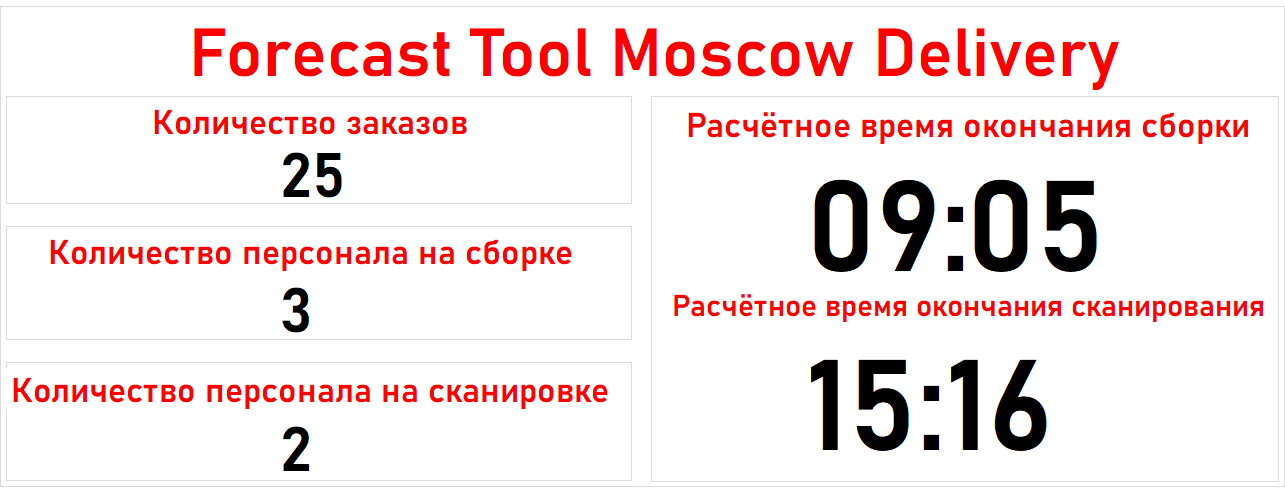 Forecast Tool Moscow Delivery
Количество заказов
25
Количество персонала на сборке
3
Количество персонала на сканировке
2
Расчётное время окончания сборки
09:05
Расчётное время окончания сканирования
15:16